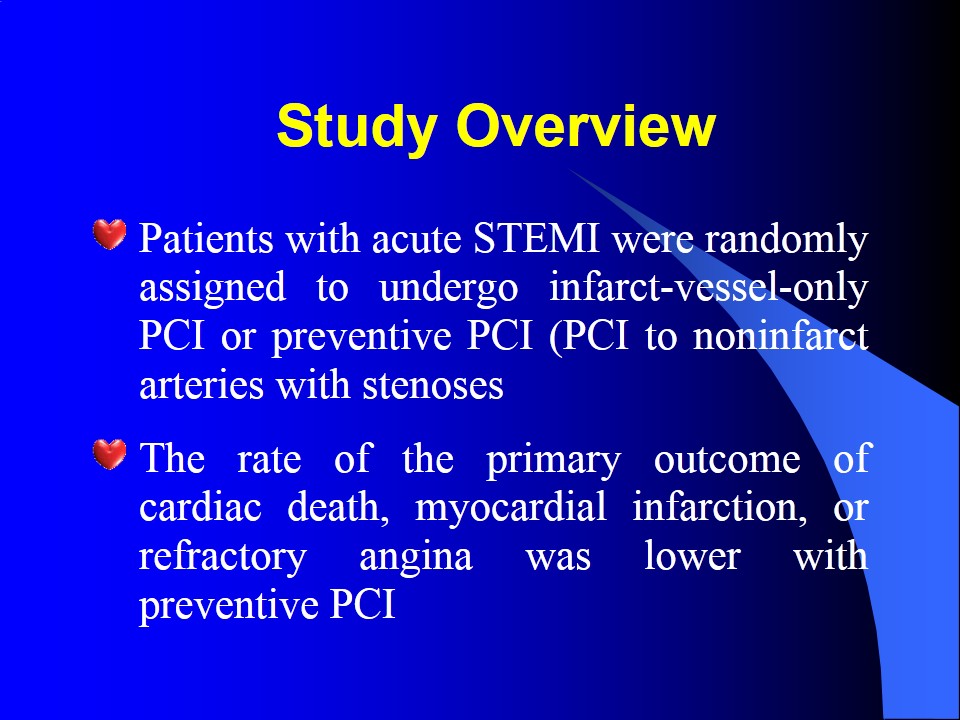 Study Overview
Patients with acute STEMI were randomly
assigned to undergo infarct-vessel-only
PCI or preventive PCI (PCI to noninfarct
arteries with stenoses
The rate of the primary outcome of
cardiac death, myocardial infarction, or
refractory angina was lower with
preventive PCI